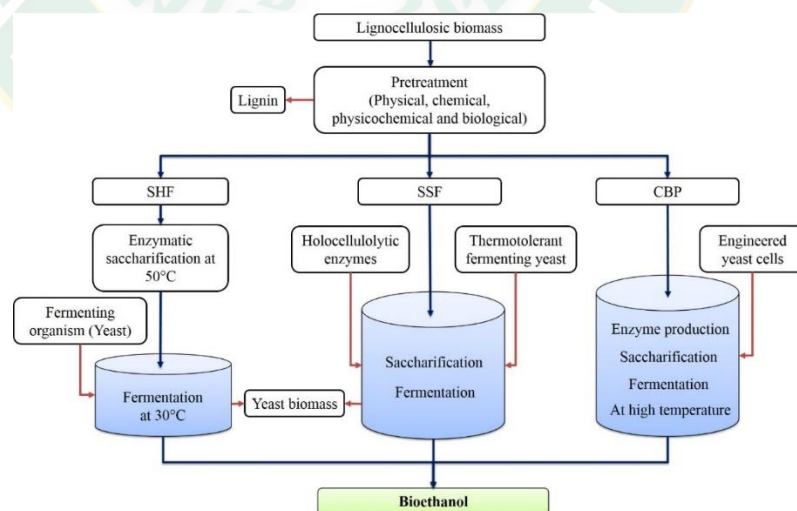 Lignocellulosic biomass
Pretreatment
(Physical, chemical,
physicochemical and biological)
Lignin
SHF
SSF
CBP
Enzymatic
saccharification at
50°C
Holocellulolytic
enzymes
Thermotolerant
fermenting yeast
Engineered
yeast cells
Fermenting
organism (Yeast)
Fermentation
at 30°C
Yeast biomass
Saccharification
Fermentation
Enzyme production
Saccharification
Fermentation
At high temperature
Bioethanol